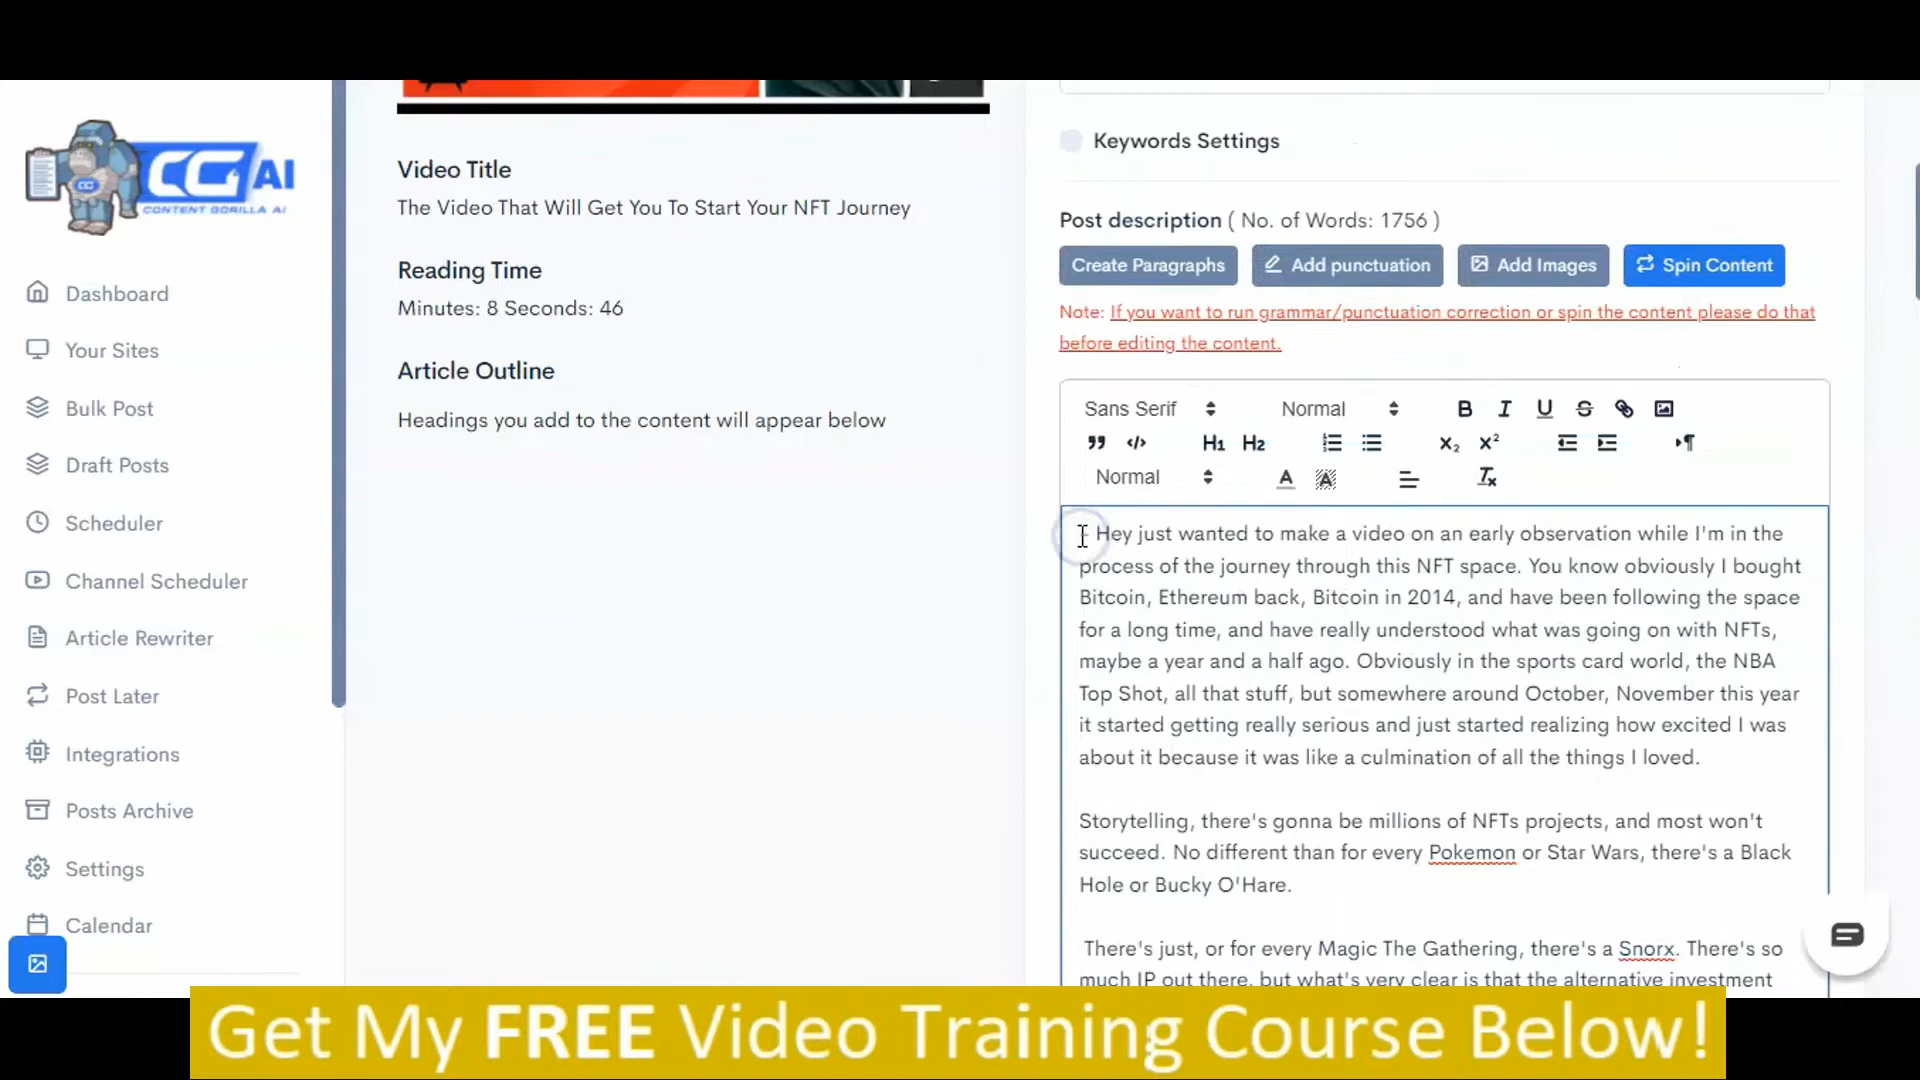 CG AI
CONTENT GORILLA AI
CG
Dashboard
Your Sites
Bulk Post
Draft Posts
Scheduler
Channel Scheduler
Article Rewriter
Post Later
Integrations
Posts Archive
Settings
Calendar
Video Title
The Video That Will Get You To Start Your NFT Journey
Reading Time
Minutes: 8 Seconds: 46
Article Outline
Headings you add to the content will appear below
Keywords Settings
Post description ( No. of Words: 1756 )
Create Paragraphs
Add punctuation
Add Images
Spin Content
Note: If you want to run grammar/punctuation correction or spin the content please do that
before editing the content.
Sans Serif
Normal
B I U S
H1 H2
X2 X2
Normal
A A
Tx
- Hey just wanted to make a video on an early observation while I'm in the
process of the journey through this NFT space. You know obviously I bought
Bitcoin, Ethereum back, Bitcoin in 2014, and have been following the space
for a long time, and have really understood what was going on with NFTs,
maybe a year and a half ago. Obviously in the sports card world, the NBA
Top Shot, all that stuff, but somewhere around October, November this year
it started getting really serious and just started realizing how excited I was
about it because it was like a culmination of all the things I loved.
Storytelling, there's gonna be millions of NFTs projects, and most won't
succeed. No different than for every Pokemon or Star Wars, there's a Black
Hole or Bucky O'Hare.
There's just, or for every Magic The Gathering, there's a Snorx. There's so
much IP out there, but what's very clear is that the alternative investment
Get My FREE Video Training Course Below!